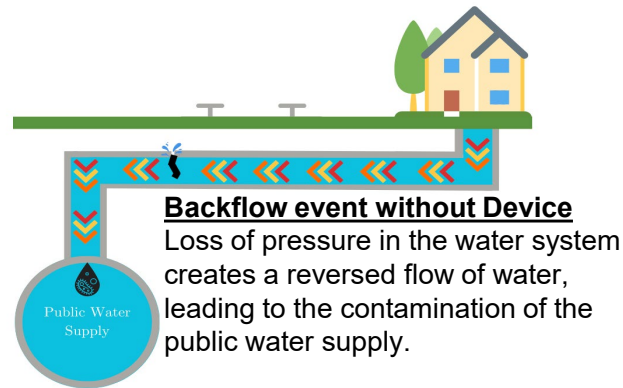 Backflow event without Device
Loss of pressure in the water system
creates a reversed flow of water,
leading to the contamination of the
public water supply.
Public Water
Supply